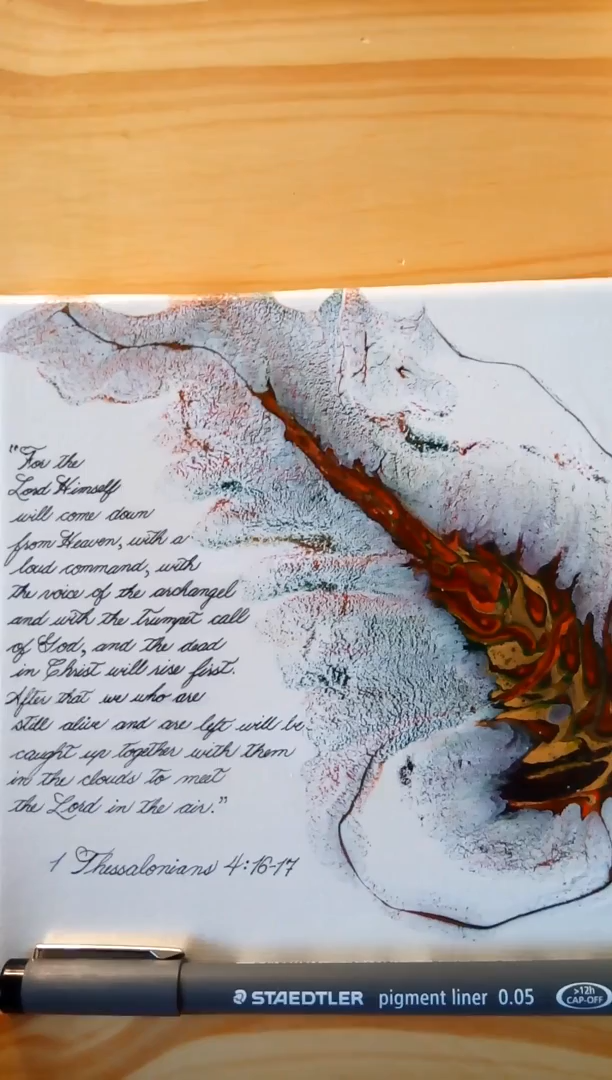 "For the
Lord Himself
will come down
from Heaven, with a
loud command, with
the voice of the archangel
and with the trumpet call
of God, and the dead
in Christ will rise first.
After that we who are
still alive and are left will be
caught up together with them
in the clouds to meet
the Lord in the air."
1 Thessalonians 4:16-17
STAEDTLER pigment liner 0.05
>12h
CAP-OFF